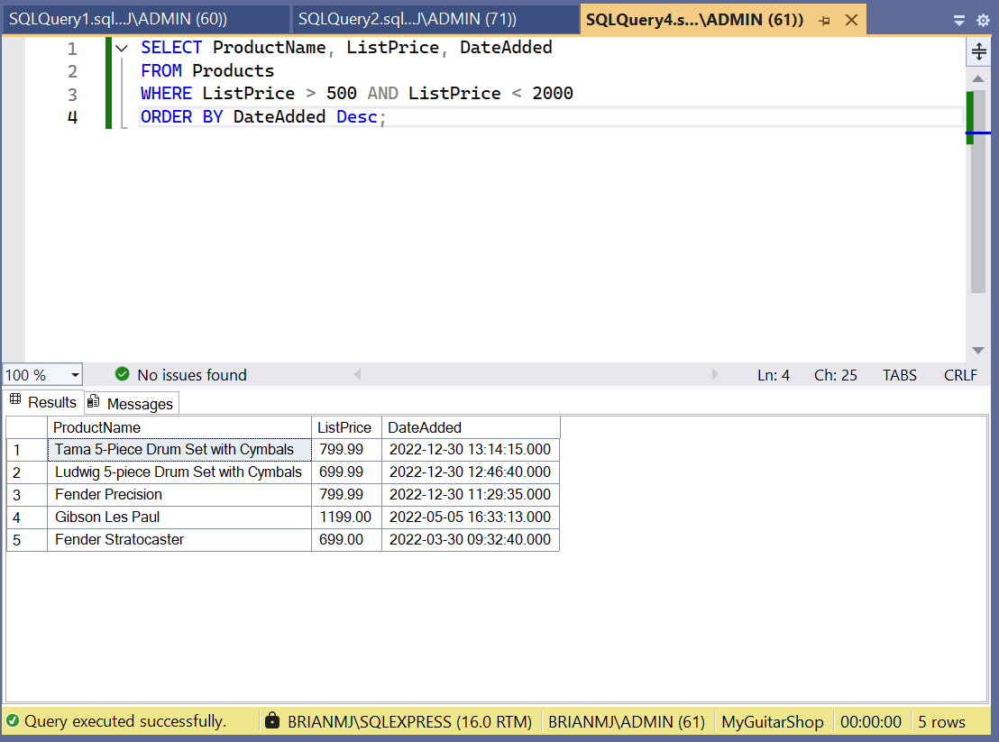 SQLQuery1.sql...J\ADMIN (60)) SQLQuery2.sql...J\ADMIN (71)) SQLQuery4.s...\ADMIN (61))
1 SELECT ProductName, ListPrice, DateAdded
2 FROM Products
3 WHERE ListPrice > 500 AND ListPrice < 2000
4 ORDER BY DateAdded Desc;
100 % No issues found Ln: 4 Ch: 25 TABS CRLF
Results Messages
ProductName ListPrice DateAdded
1 Tama 5-Piece Drum Set with Cymbals 799.99 2022-12-30 13:14:15.000
2 Ludwig 5-piece Drum Set with Cymbals 699.99 2022-12-30 12:46:40.000
3 Fender Precision 799.99 2022-12-30 11:29:35.000
4 Gibson Les Paul 1199.00 2022-05-05 16:33:13.000
5 Fender Stratocaster 699.00 2022-03-30 09:32:40.000
Query executed successfully. BRIANMJ\SQLEXPRESS (16.0 RTM) BRIANMJ\ADMIN (61) MyGuitarShop 00:00:00 5 rows